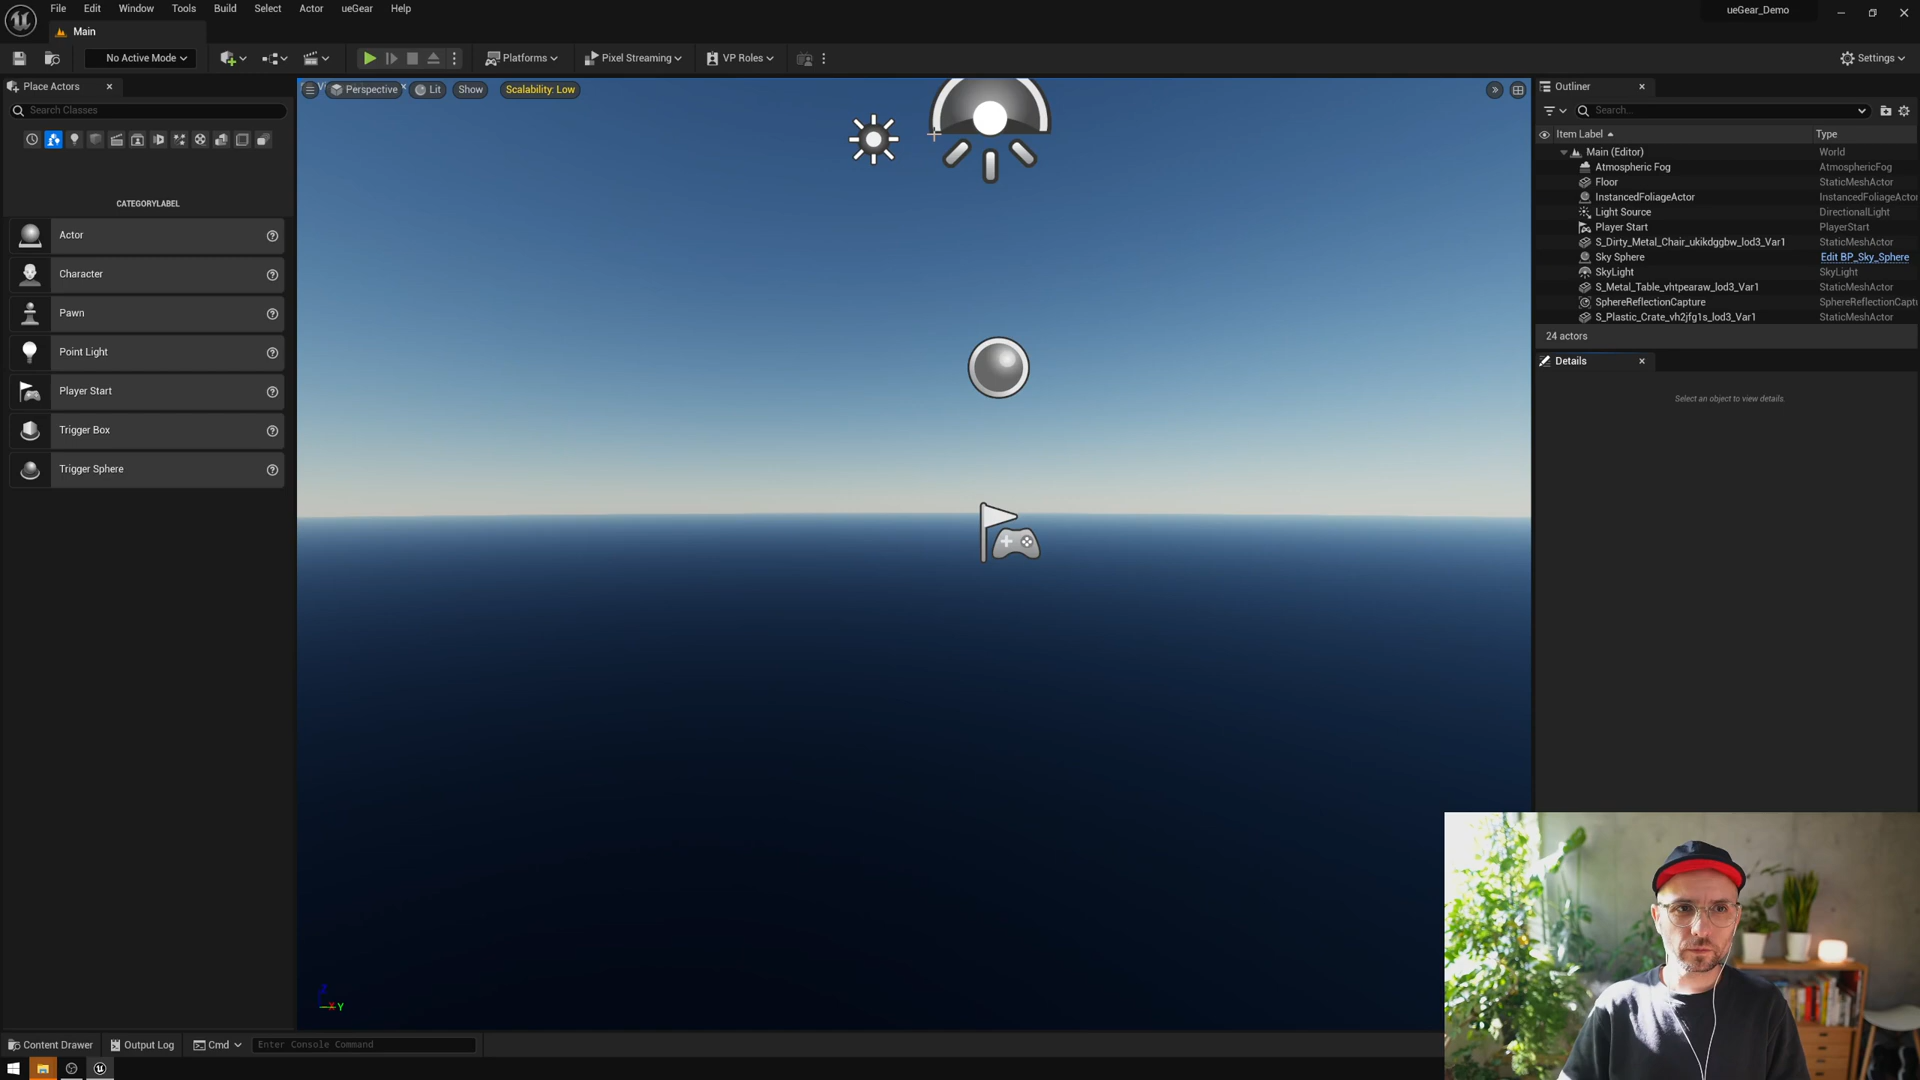 File Edit Window Tools Build Select Actor ueGear Help
ueGear_Demo
Main
No Active Mode
Platforms
Pixel Streaming
VP Roles
Settings
Place Actors
Search Classes
CATEGORYLABEL
Actor
Character
Pawn
Point Light
Player Start
Trigger Box
Trigger Sphere
Perspective
Lit
Show
Scalability: Low
Z
X Y
Outliner
Search...
Item Label Type
Main (Editor) World
Atmospheric Fog AtmosphericFog
Floor StaticMeshActor
InstancedFoliageActor InstancedFoliageActo
Light Source DirectionalLight
Player Start PlayerStart
S_Dirty_Metal_Chair_ukikdggbw_lod3_Var1 StaticMeshActor
Sky Sphere Edit BP_Sky_Sphere
SkyLight SkyLight
S_Metal_Table_vhtpearaw_lod3_Var1 StaticMeshActor
SphereReflectionCapture SphereReflectionCaptu
S_Plastic_Crate_vh2jfg1s_lod3_Var1 StaticMeshActor
24 actors
Details
Select an object to view details.
Content Drawer
Output Log
Cmd
Enter Console Command